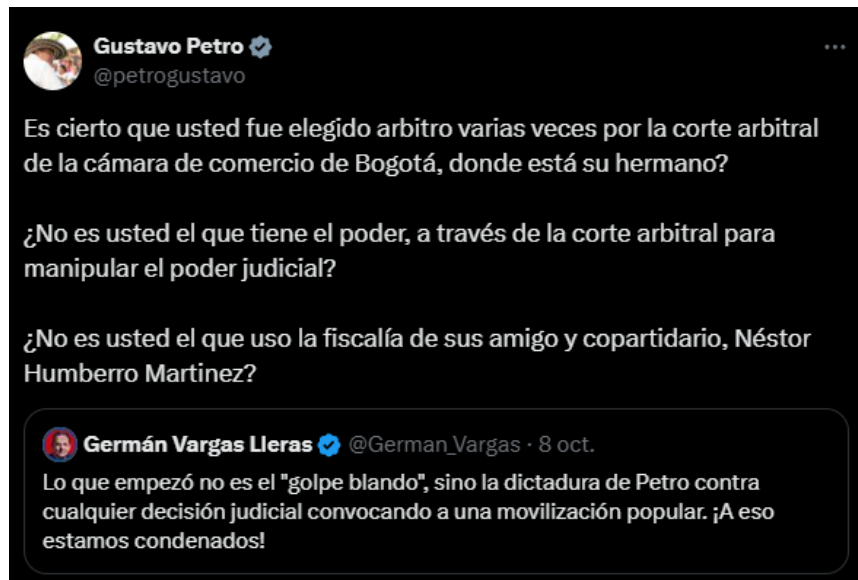 Gustavo Petro
@petrogustavo
Es cierto que usted fue elegido arbitro varias veces por la corte arbitral
de la cámara de comercio de Bogotá, donde está su hermano?
¿No es usted el que tiene el poder, a través de la corte arbitral para
manipular el poder judicial?
¿No es usted el que uso la fiscalía de sus amigo y copartidario, Néstor
Humberro Martinez?
Germán Vargas Lleras @German_Vargas · 8 oct.
Lo que empezó no es el "golpe blando", sino la dictadura de Petro contra
cualquier decisión judicial convocando a una movilización popular. ¡A eso
estamos condenados!